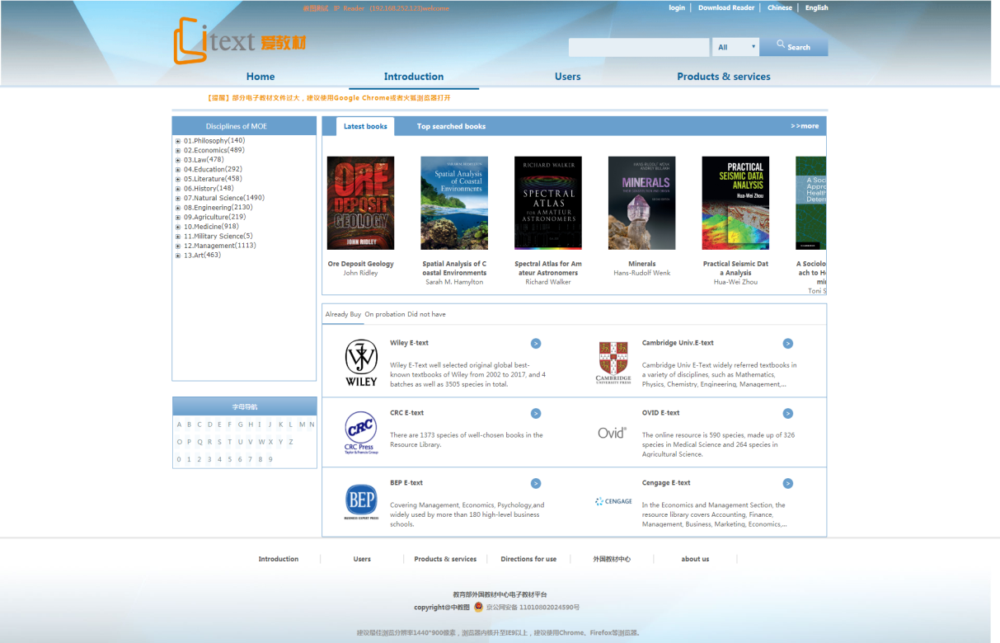 教图测试 IP Reader (192.168.252.123)welcome
login
Download Reader
Chinese
English
itext 爱教材
All
Search
Home
Introduction
Users
Products & services
【提醒】部分电子教材文件过大，建议使用Google Chrome或者火狐浏览器打开
Disciplines of MOE
01.Philosophy(140)
02.Economics(489)
03.Law(478)
04.Education(292)
05.Literature(458)
06.History(148)
07.Natural Science(1490)
08.Engineering(2130)
09.Agriculture(219)
10.Medicine(918)
11.Military Science(5)
12.Management(1113)
13.Art(463)
字母导航
A B C D E F G H I J K L M N
O P Q R S T U V W X Y Z
0 1 2 3 4 5 6 7 8 9
Latest books
Top searched books
>>more
ORE
DEPOSIT
GEOLOGY
JOHN RIDLEY
Ore Deposit Geology
John Ridley
SARAH M. HAMYLTON
Spatial Analysis
of Coastal
Environments
Spatial Analysis of C
oastal Environments
Sarah M. Hamylton
RICHARD WALKER
SPECTRAL
ATLAS
FOR AMATEUR
ASTRONOMERS
Spectral Atlas for Am
ateur Astronomers
Richard Walker
HANS-RUDOLF WENK
ANDREY BULAKH
MINERALS
THEIR CONSTITUTION AND ORIGIN
Minerals
Hans-Rudolf Wenk
PRACTICAL
SEISMIC DATA
ANALYSIS
Hua-Wei Zhou
Practical Seismic Dat
a Analysis
Hua-Wei Zhou
A Soc
Appro
Health
Deter
A Sociolo
ach to H
mi
Toni S
Already Buy
On probation
Did not have
WILEY
Wiley E-text
Wiley E-Text well selected original global best-
known textbooks of Wiley from 2002 to 2017, and 4
batches as well as 3505 species in total.
CAMBRIDGE
UNIVERSITY PRESS
Cambridge Univ.E-text
Cambridge Univ E-Text widely referred textbooks in
a variety of disciplines, such as Mathematics,
Physics, Chemistry, Engineering, Management,...
CRC
CRC Press
Taylor & Francis Group
CRC E-text
There are 1373 species of well-chosen books in the
Resource Library.
Ovid®
OVID E-text
The online resource is 590 species, made up of 326
species in Medical Science and 264 species in
Agricultural Science.
BEP
BUSINESS EXPERT PRESS
BEP E-text
Covering Management, Economics, Psychology,and
widely used by more than 180 high-level business
schools.
CENGAGE
Cengage E-text
In the Economics and Management Section, the
resource library covers Accounting, Finance,
Management, Business, Marketing, Economics,...
Introduction
Users
Products & services
Directions for use
外国教材中心
about us
教育部外国教材中心电子教材平台
copyright@中教图 京公网安备 11010802024590号
建议最佳浏览分辨率1440*900像素，浏览器内核升至IE9以上，建议使用Chrome、Firefox等浏览器。